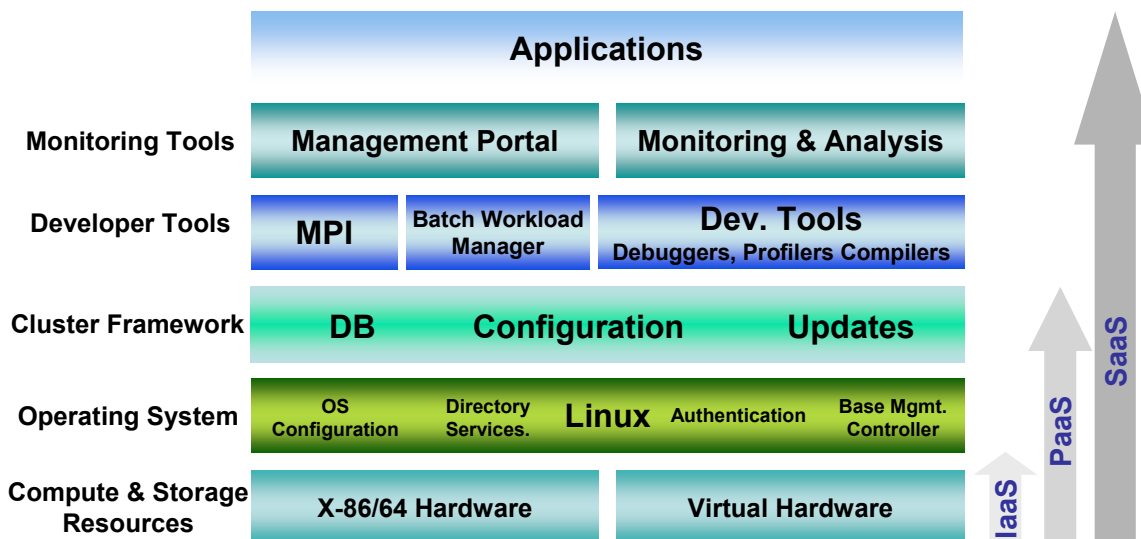 Applications
Monitoring Tools
Management Portal
Monitoring & Analysis
Developer Tools
MPI
Batch Workload
Manager
Dev. Tools
Debuggers, Profilers Compilers
Cluster Framework
DB
Configuration
Updates
Operating System
OS
Configuration
Directory
Services.
Linux
Authentication
Base Mgmt.
Controller
Compute & Storage
Resources
X-86/64 Hardware
Virtual Hardware
IaaS
PaaS
SaaS